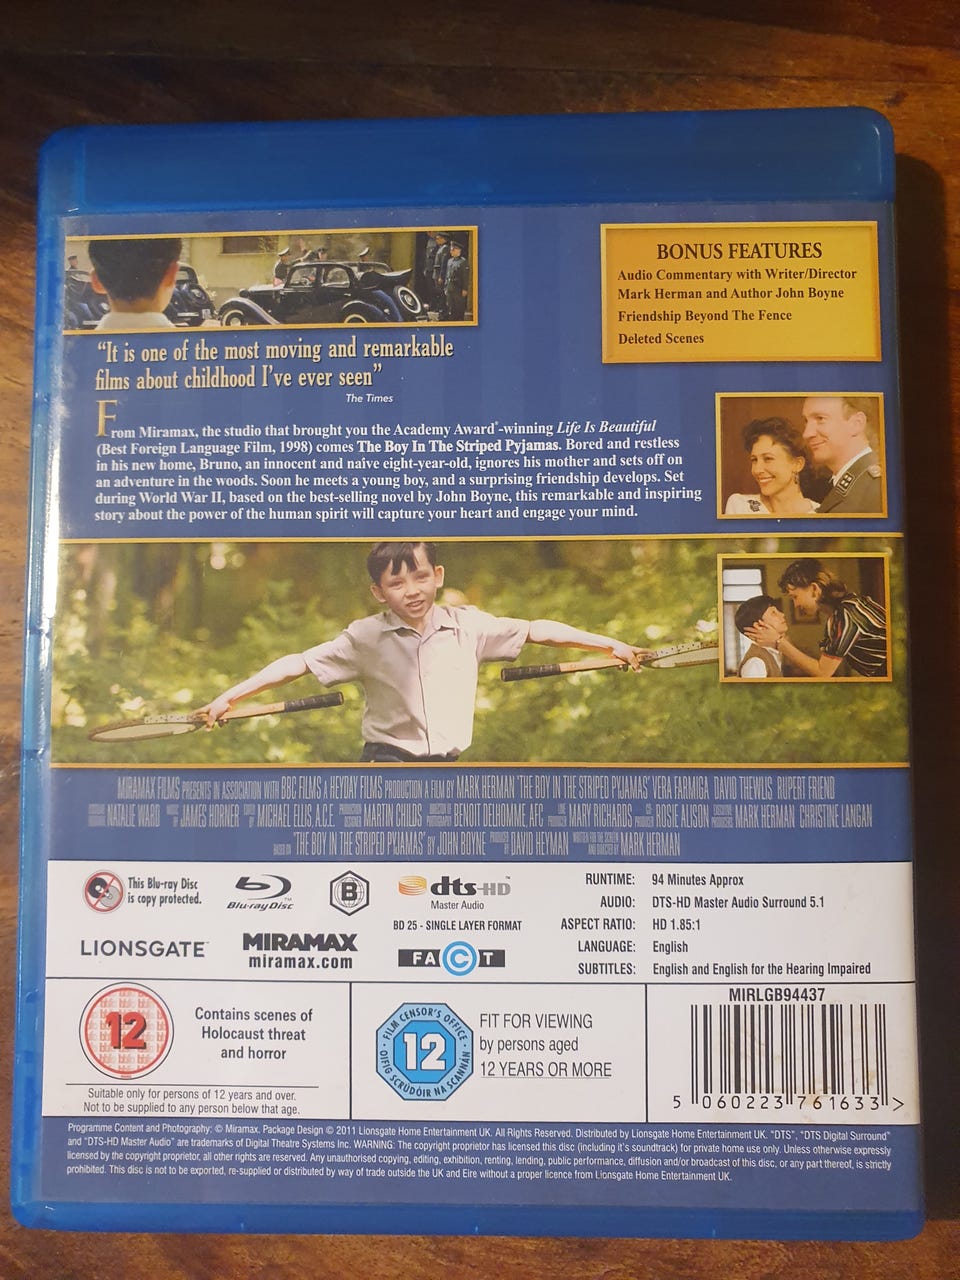 BONUS FEATURES
Audio Commentary with Writer/Director
Mark Herman and Author John Boyne
Friendship Beyond The Fence
Deleted Scenes
“It is one of the most moving and remarkable
films about childhood I've ever seen”
The Times
From Miramax, the studio that brought you the Academy Award®-winning Life Is Beautiful
(Best Foreign Language Film, 1998) comes The Boy In The Striped Pyjamas. Bored and restless
in his new home, Bruno, an innocent and naive eight-year-old, ignores his mother and sets off on
an adventure in the woods. Soon he meets a young boy, and a surprising friendship develops. Set
during World War II, based on the best-selling novel by John Boyne, this remarkable and inspiring
story about the power of the human spirit will capture your heart and engage your mind.
MIRAMAX FILMS PRESENTS IN ASSOCIATION WITH BBC FILMS A HEYDAY FILMS PRODUCTION A FILM BY MARK HERMAN 'THE BOY IN THE STRIPED PYJAMAS' VERA FARMIGA DAVID THEWLIS RUPERT FRIEND
NATALIE WARD MUSIC BY JAMES HORNER EDITED BY MICHAEL ELLIS A.C.E. PRODUCTION DESIGNER MARTIN CHILDS DIRECTOR OF PHOTOGRAPHY BENOIT DELHOMME, AFC LINE PRODUCER MARY RICHARDS CO-PRODUCER ROSIE ALISON EXECUTIVE PRODUCERS MARK HERMAN CHRISTINE LANGAN
BASED ON 'THE BOY IN THE STRIPED PYJAMAS' BY JOHN BOYNE PRODUCED BY DAVID HEYMAN WRITTEN FOR THE SCREEN AND DIRECTED BY MARK HERMAN
This Blu-ray Disc
is copy protected.
Blu-ray Disc™
B
dts-HD™
Master Audio
BD 25 - SINGLE LAYER FORMAT
LIONSGATE™
MIRAMAX
miramax.com
FACT
RUNTIME: 94 Minutes Approx
AUDIO: DTS-HD Master Audio Surround 5.1
ASPECT RATIO: HD 1.85:1
LANGUAGE: English
SUBTITLES: English and English for the Hearing Impaired
12
Contains scenes of
Holocaust threat
and horror
Suitable only for persons of 12 years and over.
Not to be supplied to any person below that age.
· FILM CENSOR'S OFFICE ·
OIFIG SCRÚDÓIR NA SCANNÁN
12
FIT FOR VIEWING
by persons aged
12 YEARS OR MORE
MIRLGB94437
5 060223 761633 >
Programme Content and Photography: © Miramax. Package Design © 2011 Lionsgate Home Entertainment UK. All Rights Reserved. Distributed by Lionsgate Home Entertainment UK. "DTS", "DTS Digital Surround"
and "DTS-HD Master Audio" are trademarks of Digital Theatre Systems Inc. WARNING: The copyright proprietor has licensed this disc (including it's soundtrack) for private home use only. Unless otherwise expressly
licensed by the copyright proprietor, all other rights are reserved. Any unauthorised copying, editing, exhibition, renting, lending, public performance, diffusion and/or broadcast of this disc, or any part thereof, is strictly
prohibited. This disc is not to be exported, re-supplied or distributed by way of trade outside the UK and Eire without a proper licence from Lionsgate Home Entertainment UK.